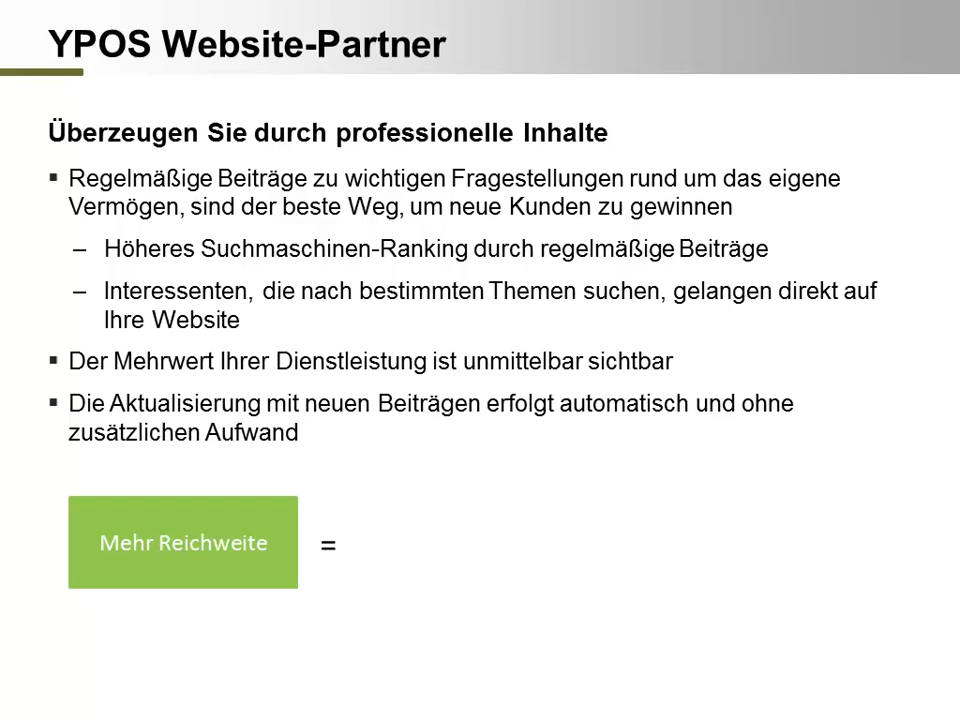 YPOS Website-Partner
Überzeugen Sie durch professionelle Inhalte
▪ Regelmäßige Beiträge zu wichtigen Fragestellungen rund um das eigene
Vermögen, sind der beste Weg, um neue Kunden zu gewinnen
– Höheres Suchmaschinen-Ranking durch regelmäßige Beiträge
– Interessenten, die nach bestimmten Themen suchen, gelangen direkt auf
Ihre Website
▪ Der Mehrwert Ihrer Dienstleistung ist unmittelbar sichtbar
▪ Die Aktualisierung mit neuen Beiträgen erfolgt automatisch und ohne
zusätzlichen Aufwand
Mehr Reichweite =